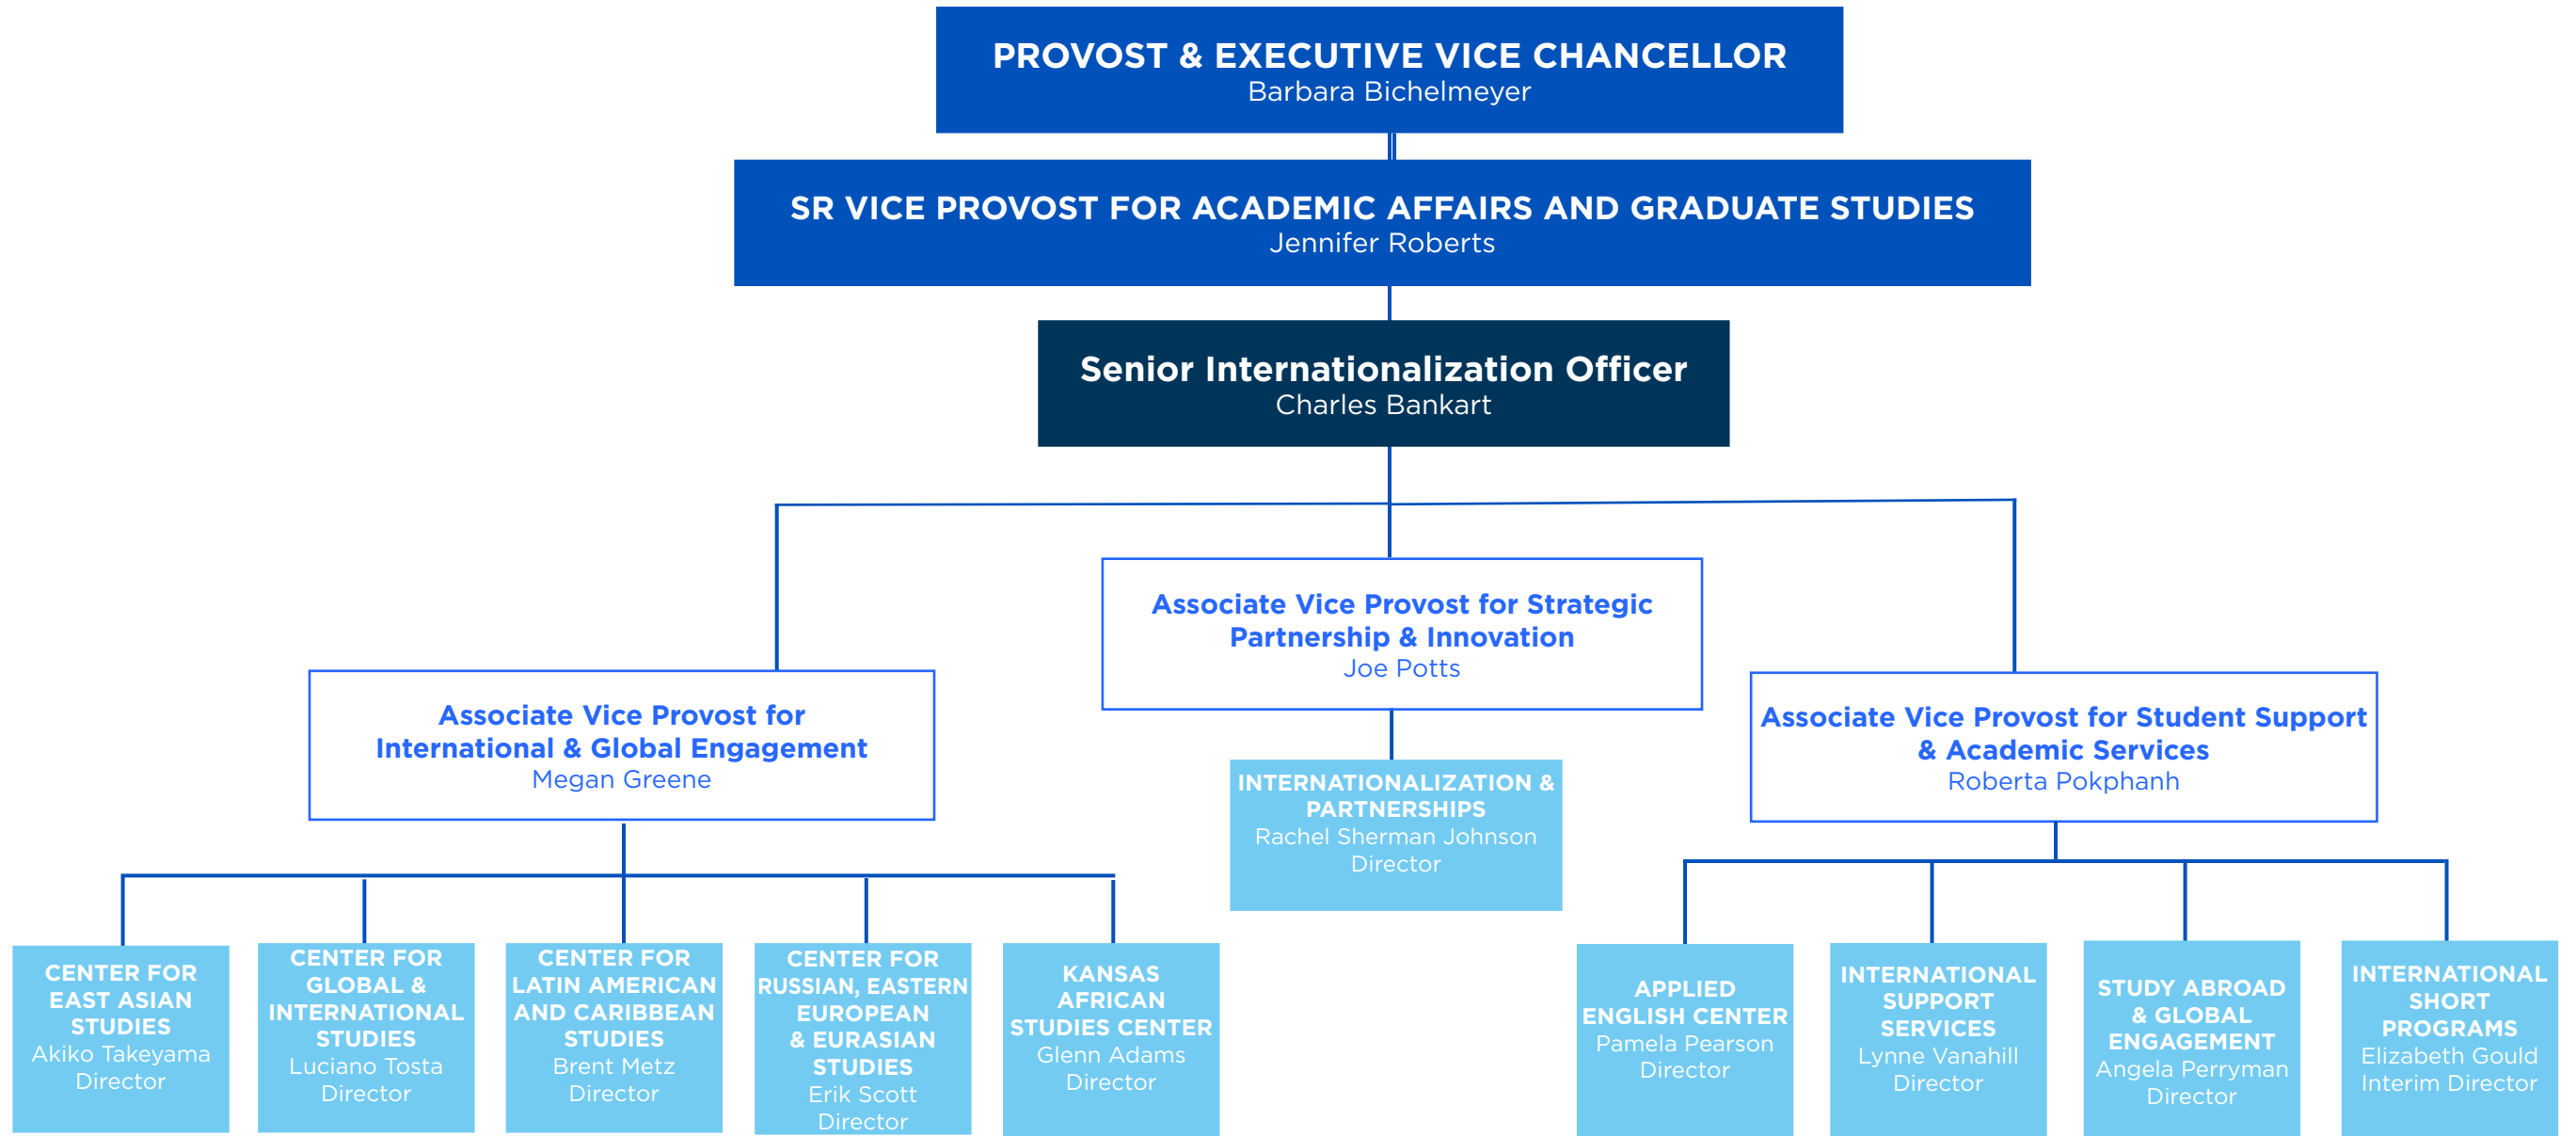 PROVOST & EXECUTIVE VICE CHANCELLOR
Barbara Bichelmeyer
SR VICE PROVOST FOR ACADEMIC AFFAIRS AND GRADUATE STUDIES
Jennifer Roberts
Senior Internationalization Officer
Charles Bankart
Associate Vice Provost for Strategic
Partnership & Innovation
Joe Potts
Associate Vice Provost for
International & Global Engagement
Megan Greene
Associate Vice Provost for Student Support
& Academic Services
Roberta Pokphanh
INTERNATIONALIZATION &
PARTNERSHIPS
Rachel Sherman Johnson
Director
CENTER FOR
EAST ASIAN
STUDIES
Akiko Takeyama
Director
CENTER FOR
GLOBAL &
INTERNATIONAL
STUDIES
Luciano Tosta
Director
CENTER FOR
LATIN AMERICAN
AND CARIBBEAN
STUDIES
Brent Metz
Director
CENTER FOR
RUSSIAN, EASTERN
EUROPEAN
& EURASIAN
STUDIES
Erik Scott
Director
KANSAS
AFRICAN
STUDIES CENTER
Glenn Adams
Director
APPLIED
ENGLISH CENTER
Pamela Pearson
Director
INTERNATIONAL
SUPPORT
SERVICES
Lynne Vanahill
Director
STUDY ABROAD
& GLOBAL
ENGAGEMENT
Angela Perryman
Director
INTERNATIONAL
SHORT
PROGRAMS
Elizabeth Gould
Interim Director